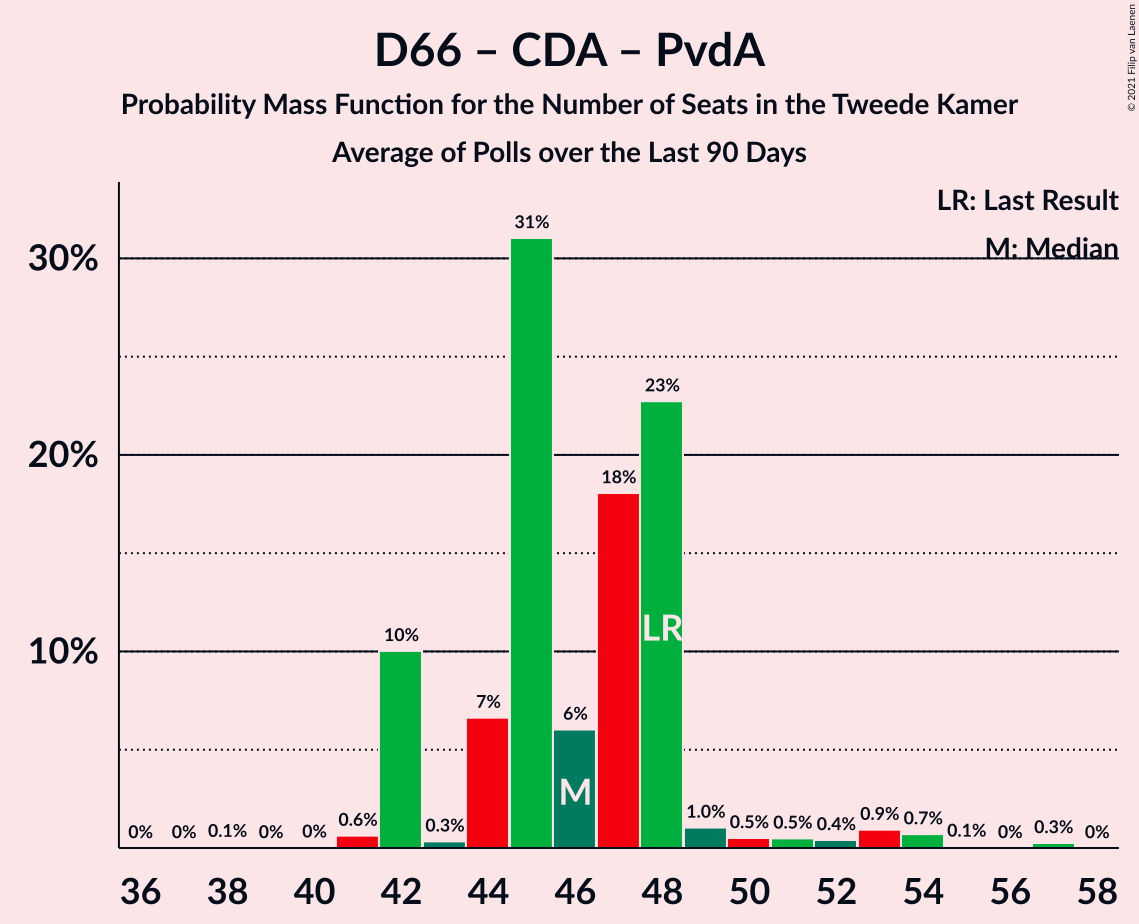 D66 – CDA – PvdA
Probability Mass Function for the Number of Seats in the Tweede Kamer
Average of Polls over the Last 90 Days
© 2021 Filip van Laenen
LR: Last Result
M: Median
30%
20%
10%
0% 0% 0.1% 0% 0% 0.6% 10% 0.3% 7% 31% 6% 18% 23% 1.0% 0.5% 0.5% 0.4% 0.9% 0.7% 0.1% 0% 0.3% 0%
LR
M
36 38 40 42 44 46 48 50 52 54 56 58